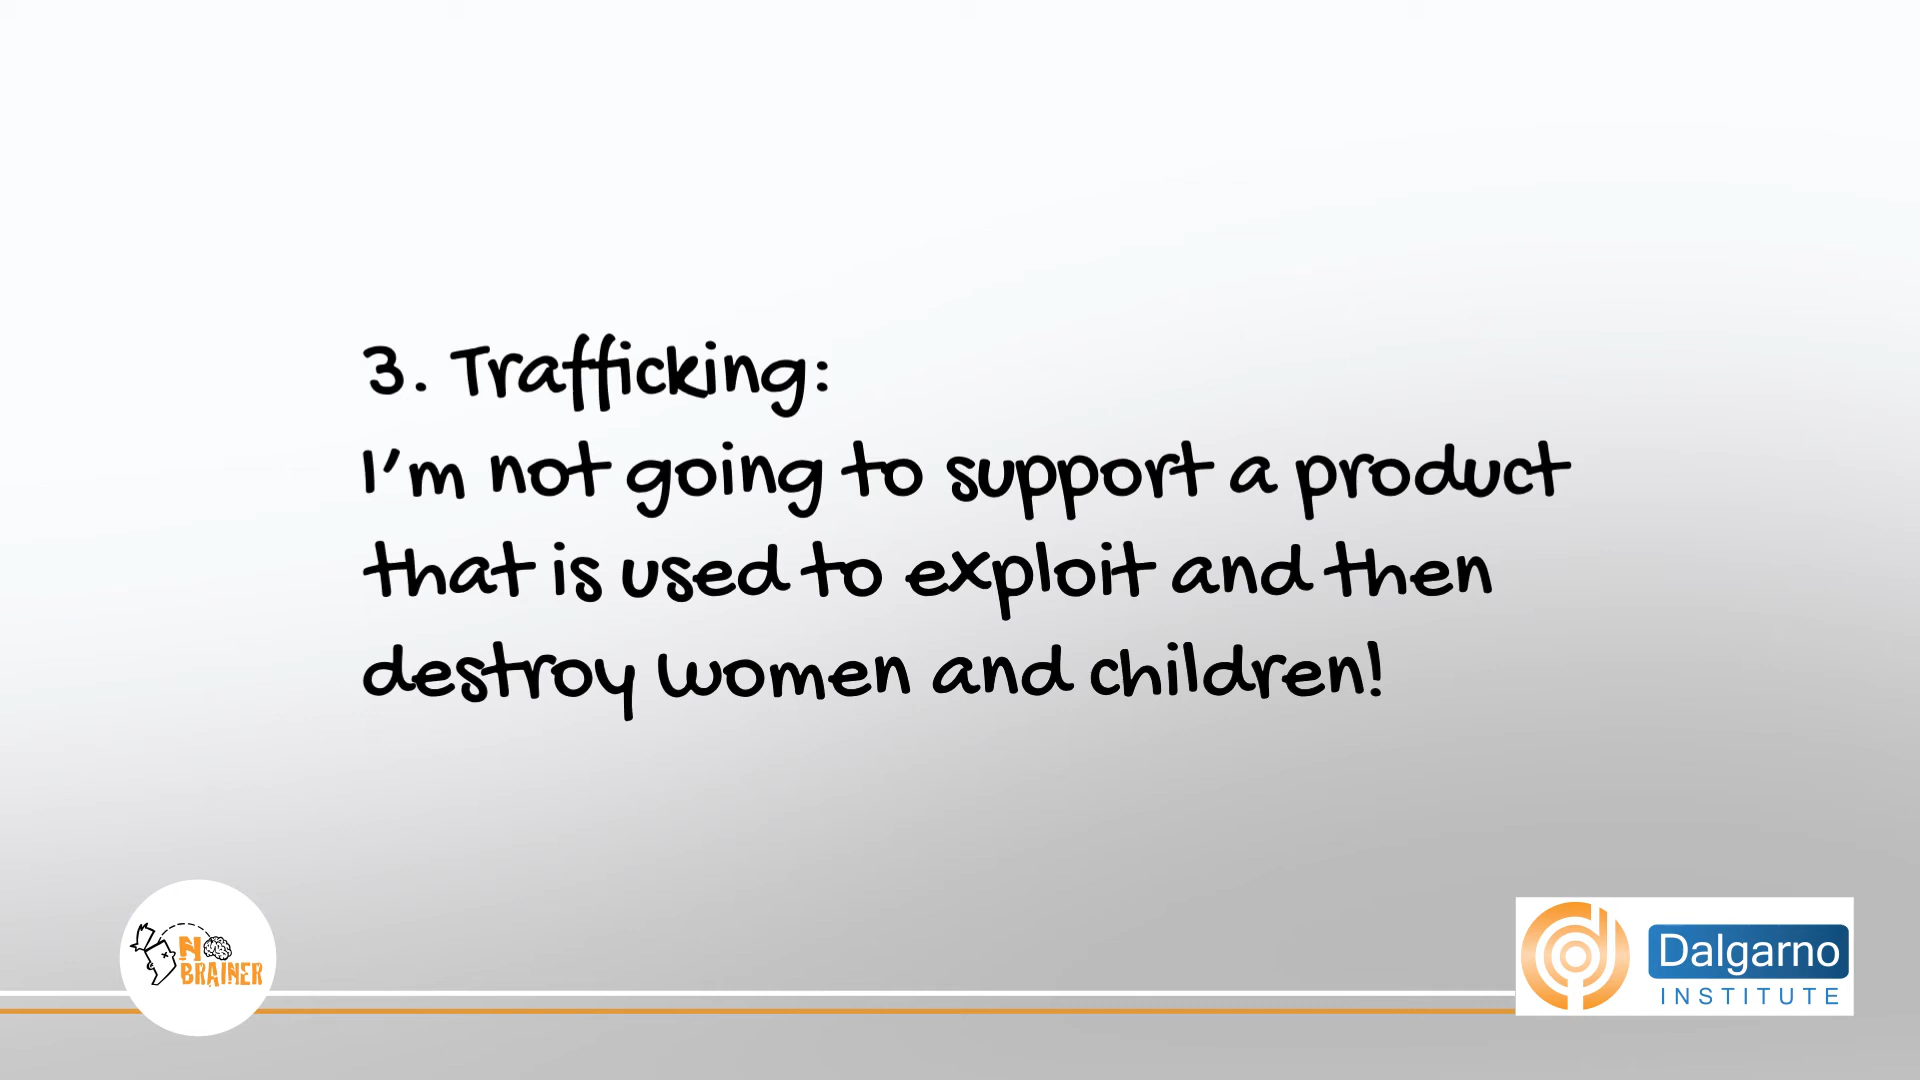 3. Trafficking:
I'm not going to support a product
that is used to exploit and then
destroy women and children!
NO
BRAINER
Dalgarno
INSTITUTE